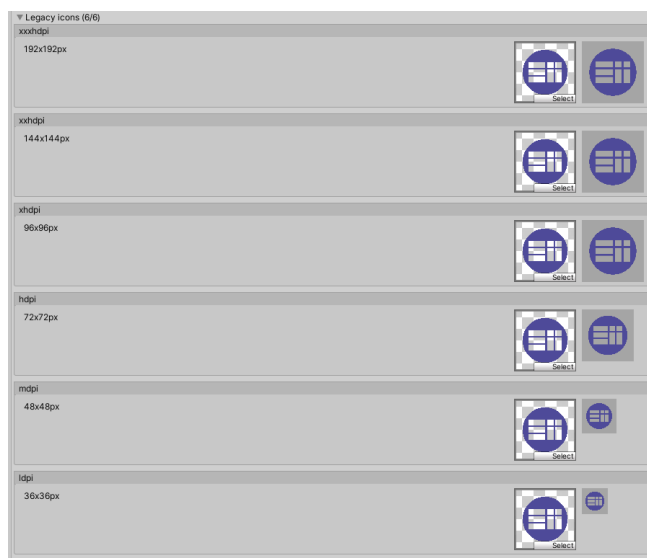 Legacy icons (6/6)
xxxhdpi
192x192px
Select
xxhdpi
144x144px
Select
xhdpi
96x96px
Select
hdpi
72x72px
Select
mdpi
48x48px
Select
ldpi
36x36px
Select